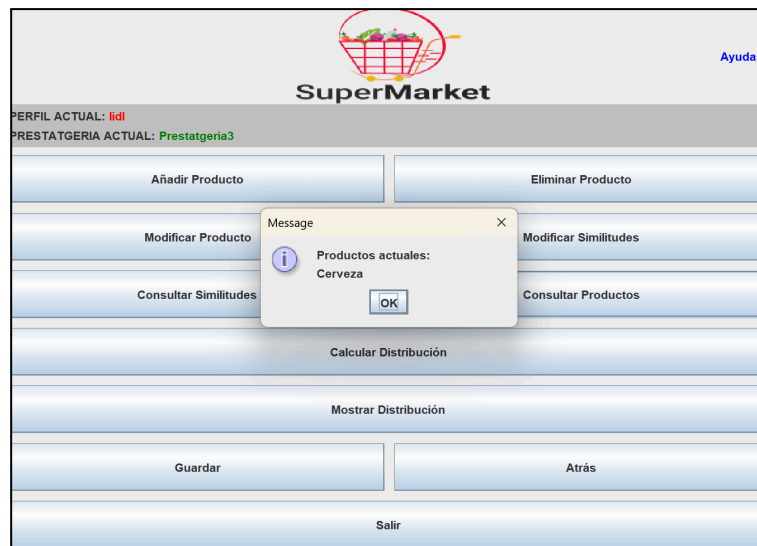 SuperMarket
Ayuda
PERFIL ACTUAL: lidl
PRESTATGERIA ACTUAL: Prestatgeria3
Añadir Producto
Eliminar Producto
Modificar Producto
Modificar Similitudes
Consultar Similitudes
Consultar Productos
Message
Productos actuales:
Cerveza
OK
Calcular Distribución
Mostrar Distribución
Guardar
Atrás
Salir